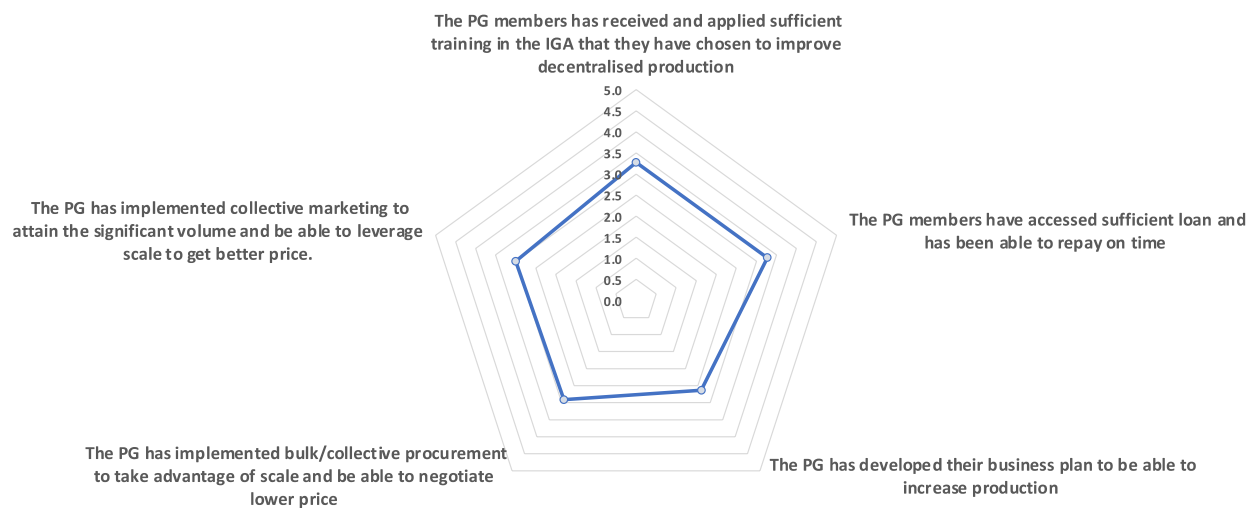 The PG members has received and applied sufficient
training in the IGA that they have chosen to improve
decentralised production
5.0
4.5
4.0
3.5
3.0
2.5
2.0
1.5
1.0
0.5
0.0
The PG members have accessed sufficient loan and
has been able to repay on time
The PG has developed their business plan to be able to
increase production
The PG has implemented bulk/collective procurement
to take advantage of scale and be able to negotiate
lower price
The PG has implemented collective marketing to
attain the significant volume and be able to leverage
scale to get better price.